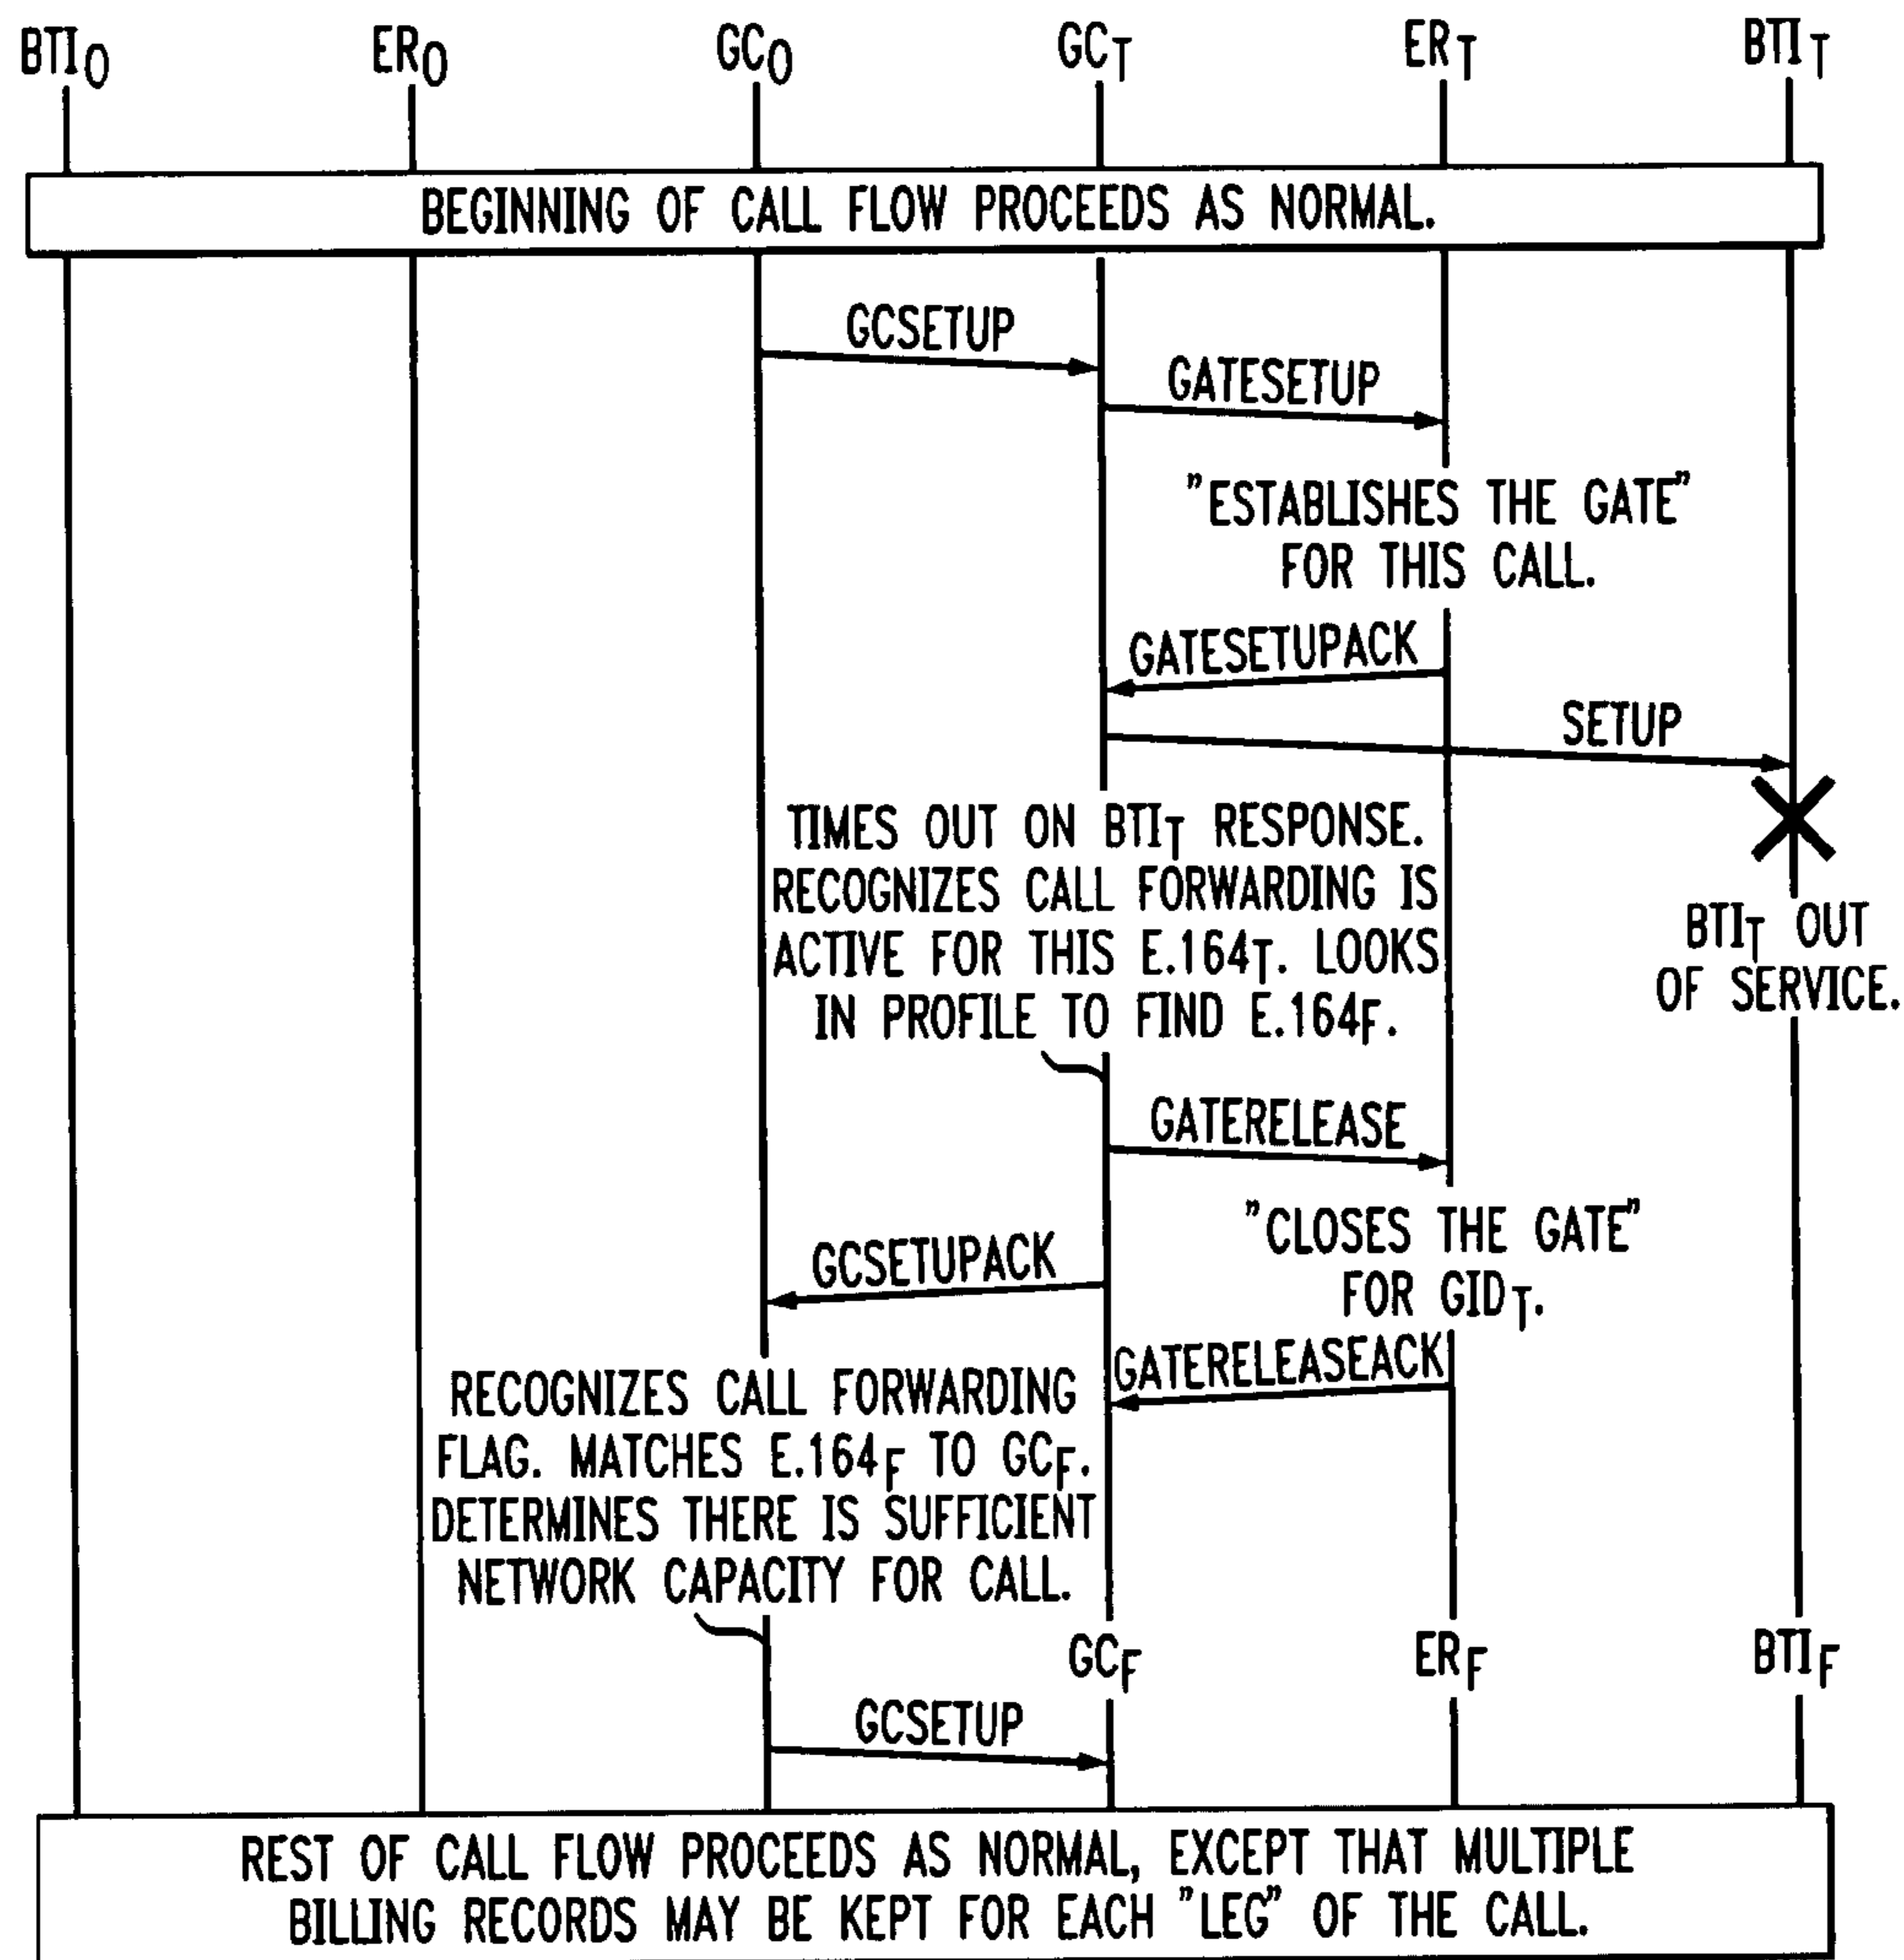 BTIO ERO GCO GCT ERT BTIT
BEGINNING OF CALL FLOW PROCEEDS AS NORMAL.
GCSETUP
GATESETUP
"ESTABLISHES THE GATE"
FOR THIS CALL.
GATESETUPACK
SETUP
TIMES OUT ON BTIT RESPONSE.
RECOGNIZES CALL FORWARDING IS
ACTIVE FOR THIS E.164T. LOOKS
IN PROFILE TO FIND E.164F.
BTIT OUT
OF SERVICE.
GATERELEASE
"CLOSES THE GATE"
FOR GIDT.
GCSETUPACK
GATERELEASEACK
RECOGNIZES CALL FORWARDING
FLAG. MATCHES E.164F TO GCF.
DETERMINES THERE IS SUFFICIENT
NETWORK CAPACITY FOR CALL.
GCF ERF BTIF
GCSETUP
REST OF CALL FLOW PROCEEDS AS NORMAL, EXCEPT THAT MULTIPLE
BILLING RECORDS MAY BE KEPT FOR EACH "LEG" OF THE CALL.